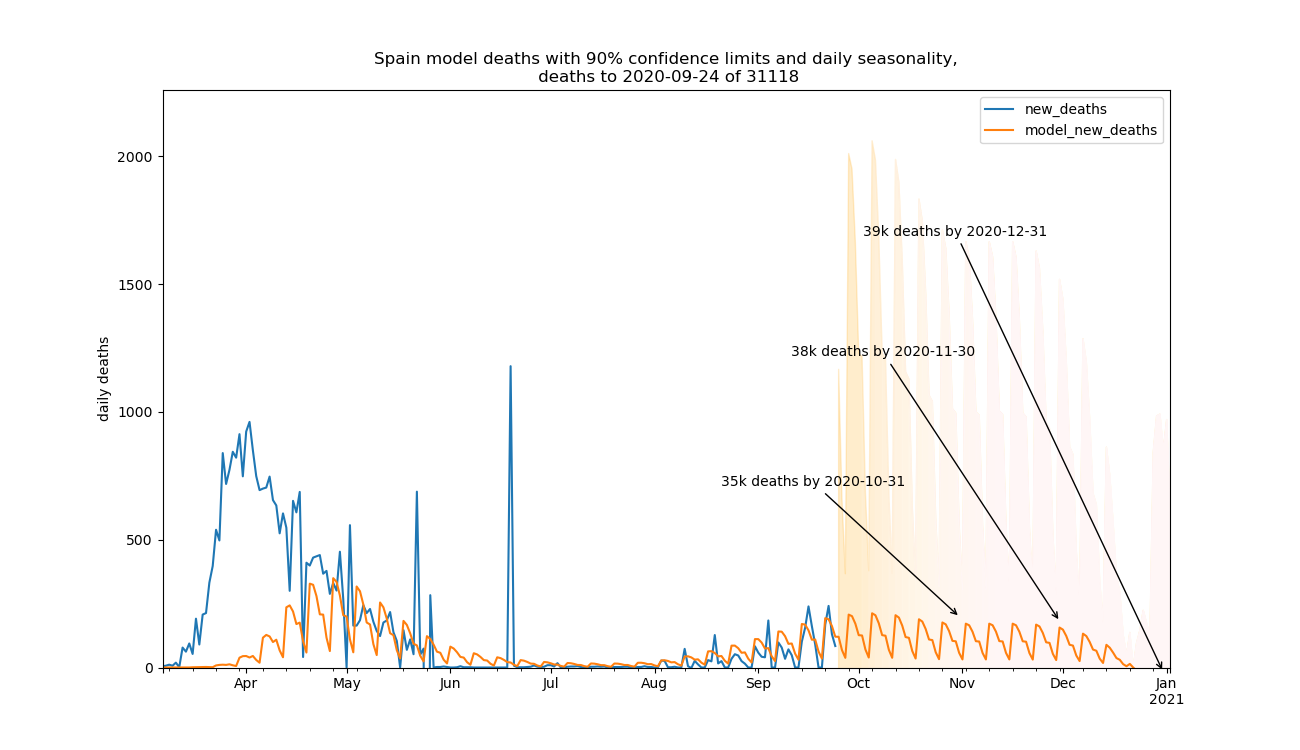 Spain model deaths with 90% confidence limits and daily seasonality,
deaths to 2020-09-24 of 31118
new_deaths
model_new_deaths
daily deaths
2000
1500
1000
500
0
39k deaths by 2020-12-31
38k deaths by 2020-11-30
35k deaths by 2020-10-31
Apr May Jun Jul Aug Sep Oct Nov Dec Jan
2021